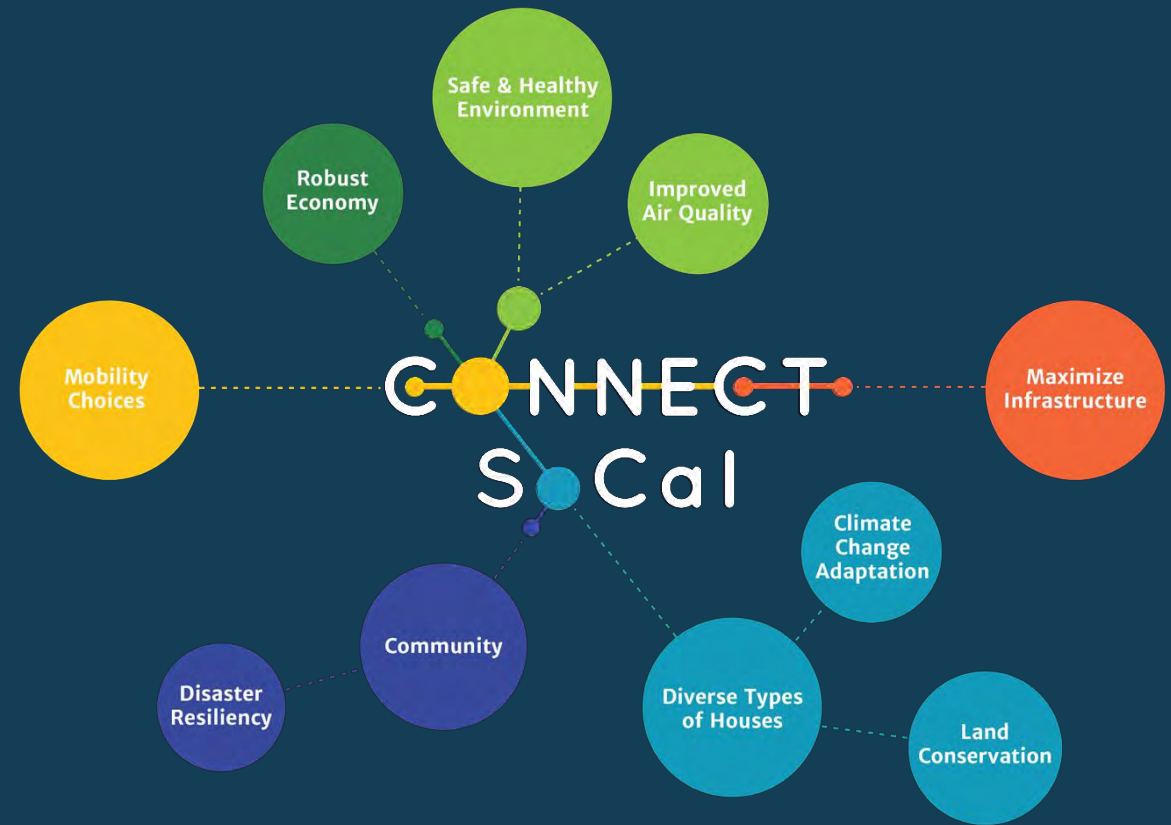 Safe & Healthy
Environment
Robust
Economy
Improved
Air Quality
Mobility
Choices
CONNECT
SoCal
Maximize
Infrastructure
Climate
Change
Adaptation
Community
Diverse Types
of Houses
Disaster
Resiliency
Land
Conservation